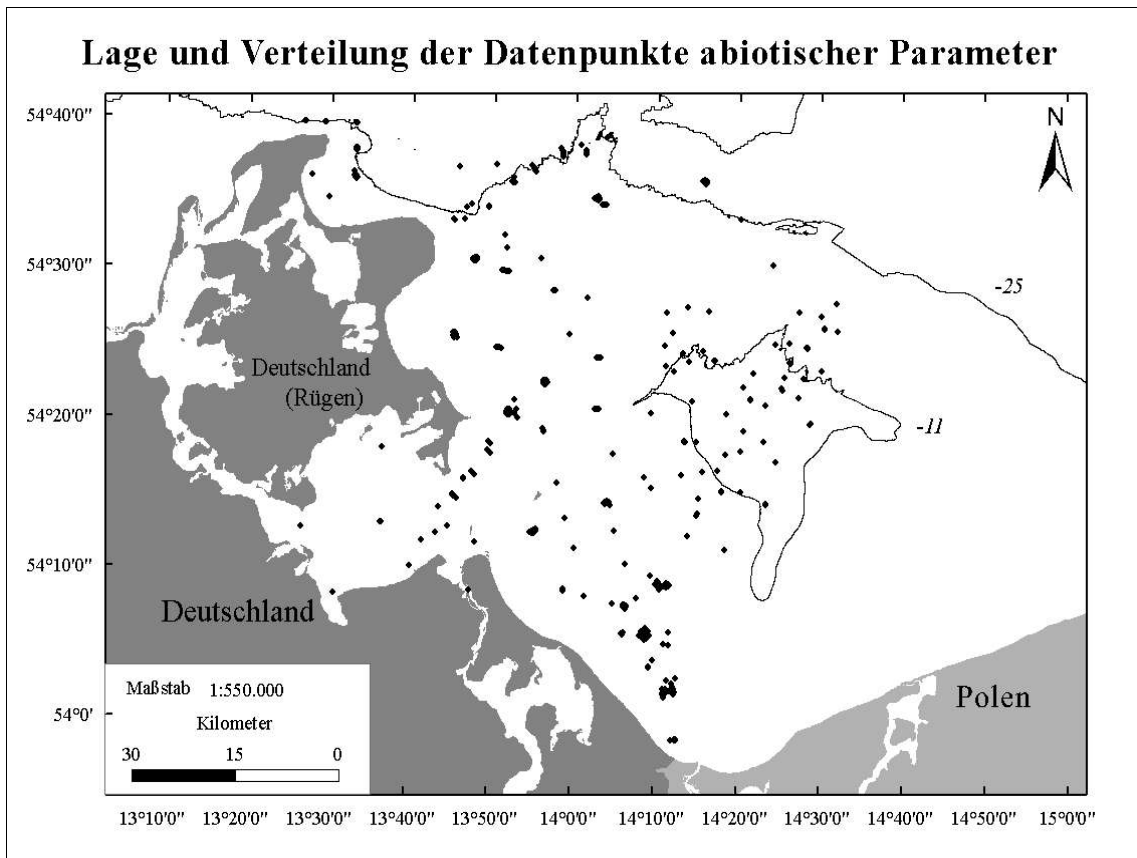 Lage und Verteilung der Datenpunkte abiotischer Parameter
54°40'0"
N
54°30'0"
-25
Deutschland
(Rügen)
54°20'0"
-11
54°10'0"
Deutschland
Maßstab 1:550.000
Polen
54°0'
Kilometer
30 15 0
13°10'0" 13°20'0" 13°30'0" 13°40'0" 13°50'0" 14°0'0" 14°10'0" 14°20'0" 14°30'0" 14°40'0" 14°50'0" 15°0'0"